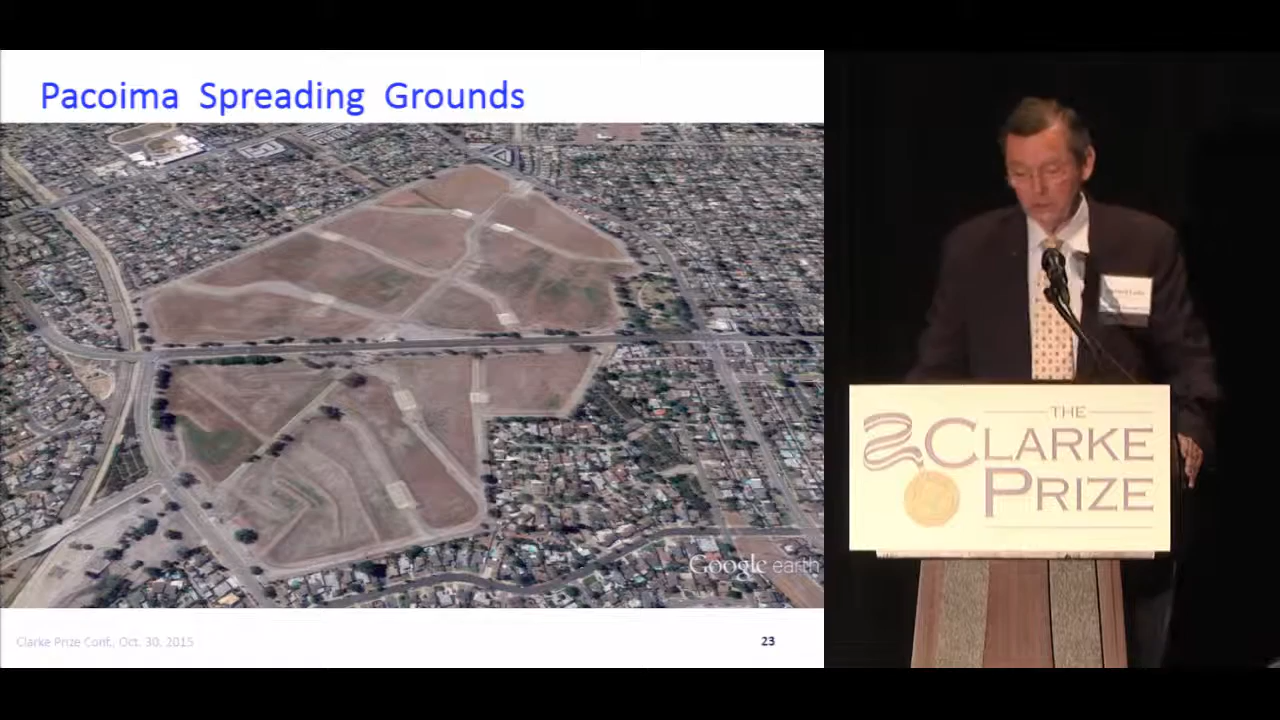 Pacoima Spreading Grounds
Google earth
Clarke Prize Conf., Oct. 30, 2015
23
THE
CLARKE
PRIZE